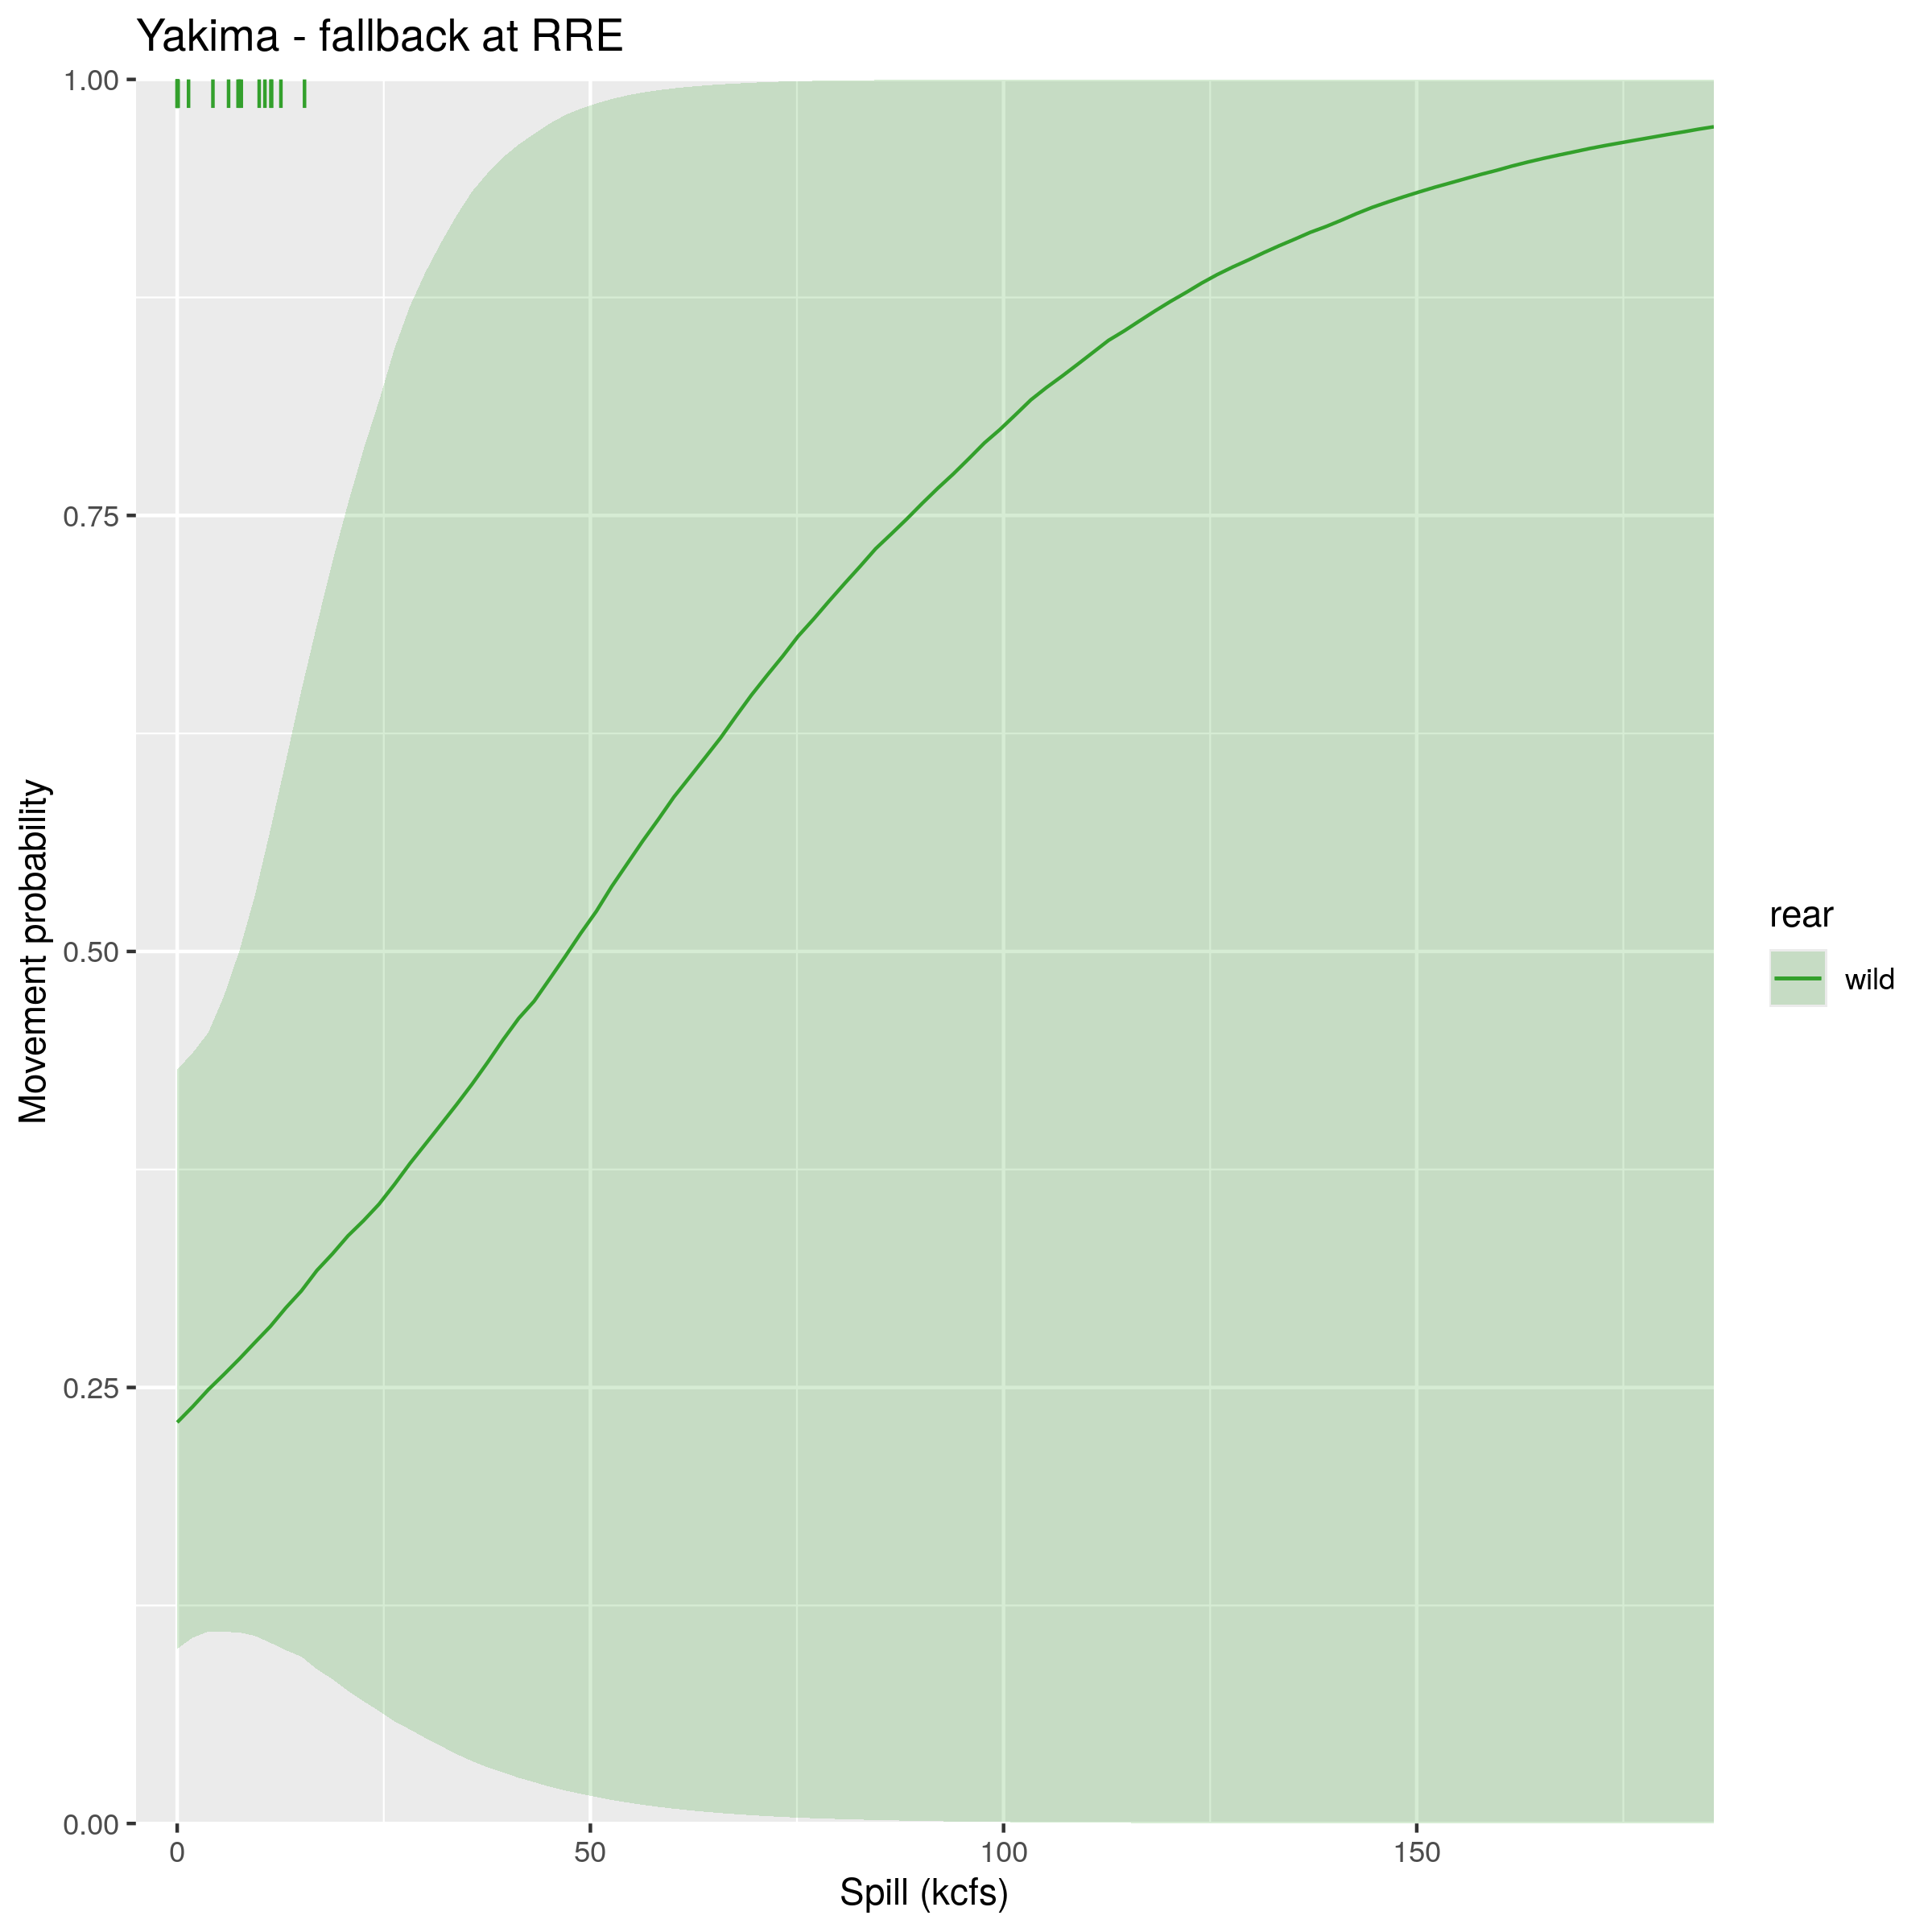 Yakima - fallback at RRE
1.00
0.75
0.50
0.25
0.00
Movement probability
0
50
100
150
Spill (kcfs)
rear
wild